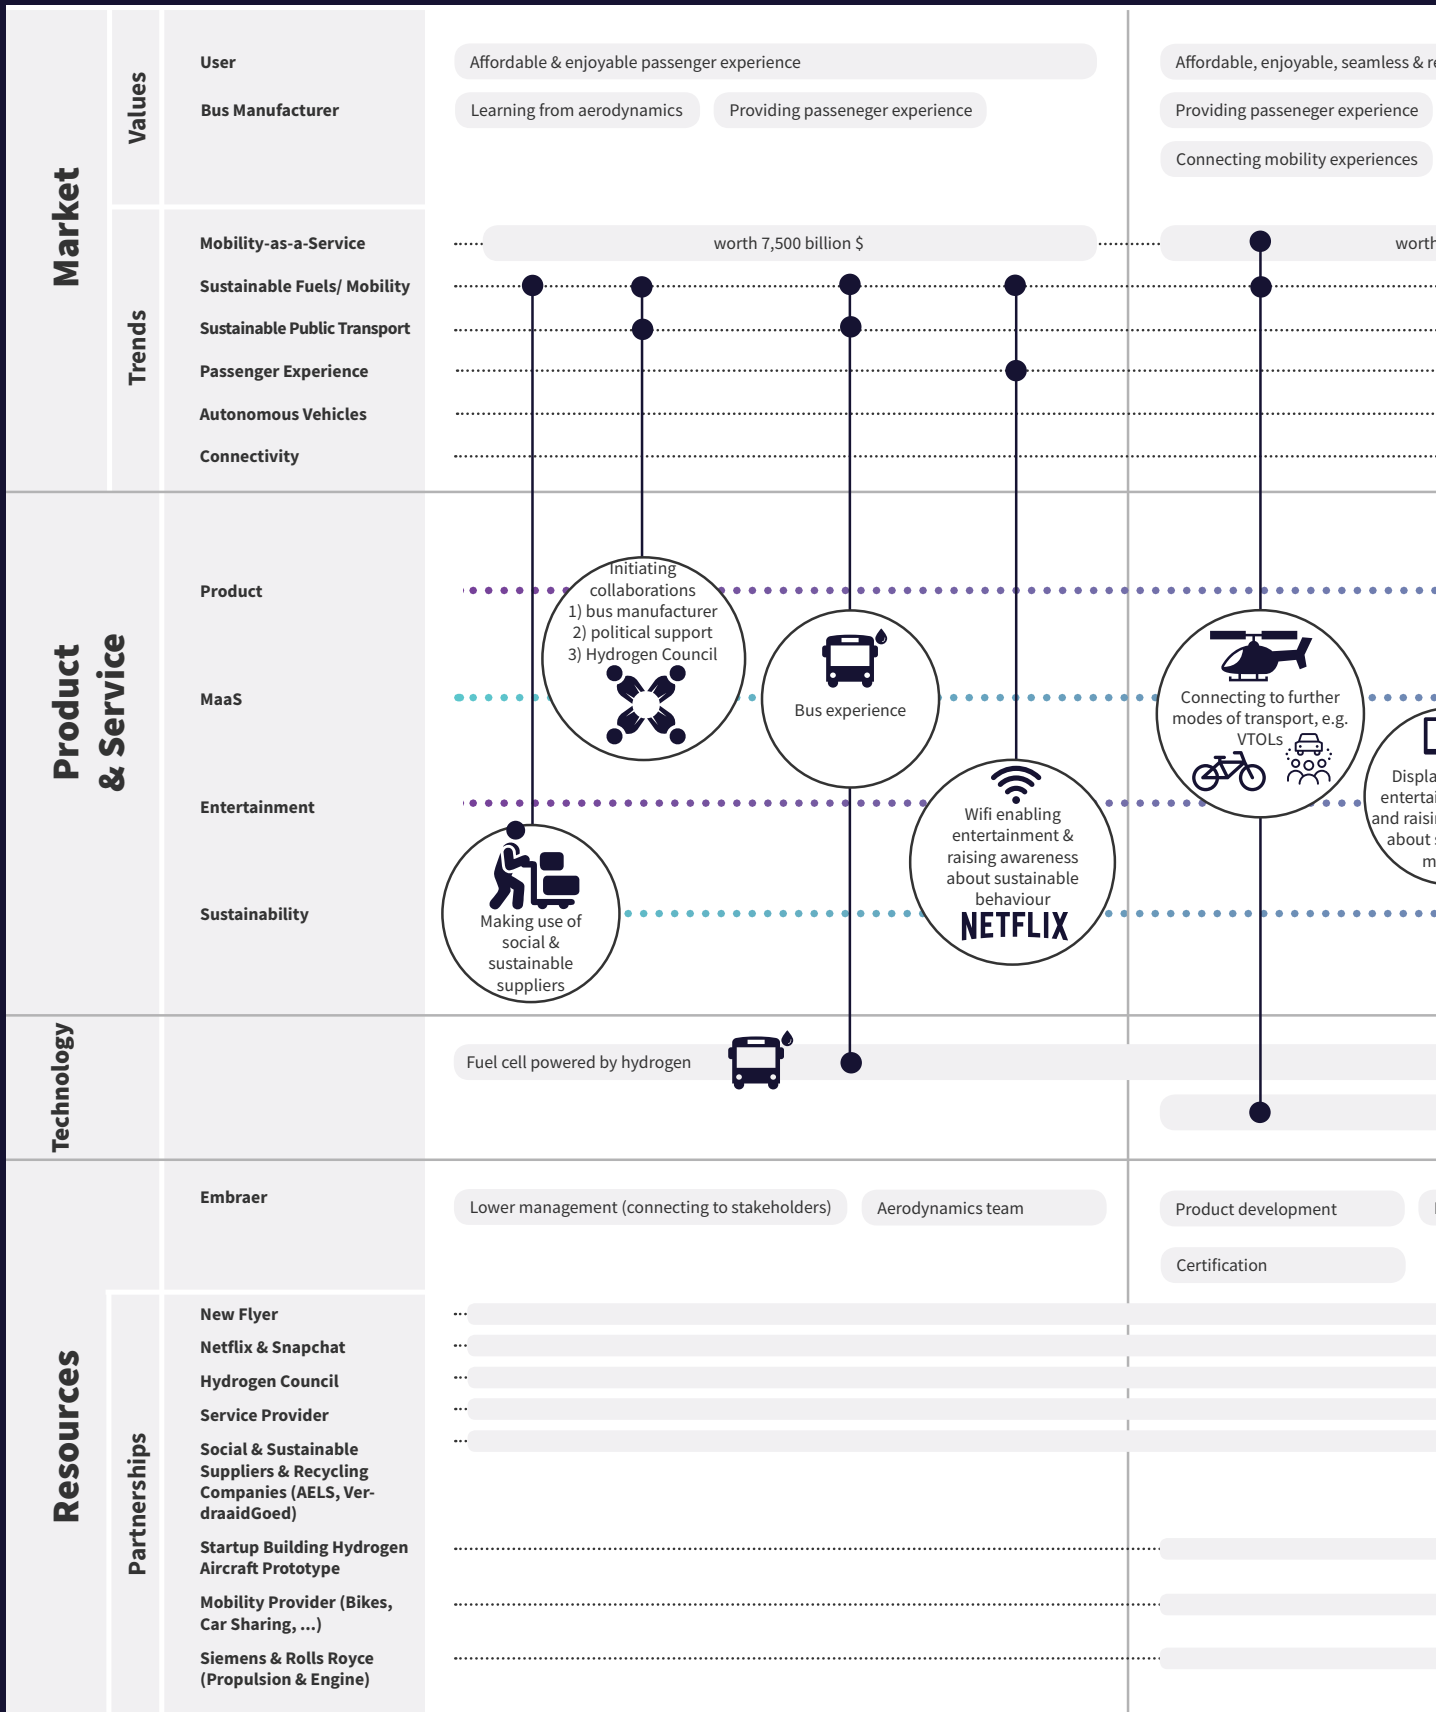 Market
Values
User
Affordable & enjoyable passenger experience
Affordable, enjoyable, seamless &
Bus Manufacturer
Learning from aerodynamics
Providing passeneger experience
Providing passeneger experience
Connecting mobility experiences
Trends
Mobility-as-a-Service
worth 7,500 billion $
worth
Sustainable Fuels/ Mobility
Sustainable Public Transport
Passenger Experience
Autonomous Vehicles
Connectivity
Product
& Service
Product
MaaS
Entertainment
Sustainability
Initiating
collaborations
1) bus manufacturer
2) political support
3) Hydrogen Council
Bus experience
Wifi enabling
entertainment &
raising awareness
about sustainable
behaviour
NETFLIX
Making use of
social &
sustainable
suppliers
Connecting to further
modes of transport, e.g.
VTOLs
Displa
entertai
and raisi
about s
m
Technology
Fuel cell powered by hydrogen
Resources
Embraer
Lower management (connecting to stakeholders)
Aerodynamics team
Product development
Certification
Partnerships
New Flyer
Netflix & Snapchat
Hydrogen Council
Service Provider
Social & Sustainable
Suppliers & Recycling
Companies (AELS, Ver-
draaidGoed)
Startup Building Hydrogen
Aircraft Prototype
Mobility Provider (Bikes,
Car Sharing, ...)
Siemens & Rolls Royce
(Propulsion & Engine)